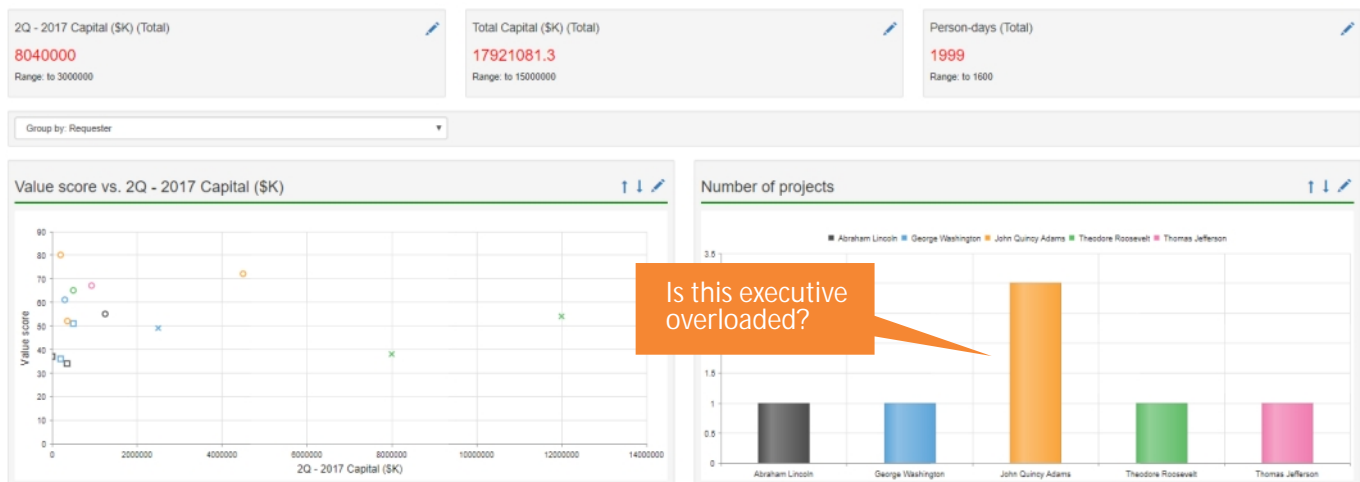 2Q - 2017 Capital ($K) (Total)
8040000
Range: to 3000000
Total Capital ($K) (Total)
17921081.3
Range: to 15000000
Person-days (Total)
1999
Range: to 1600
Group by: Requester
Value score vs. 2Q - 2017 Capital ($K)
90
80
70
60
50
40
30
20
10
0
Value score
0
2000000
4000000
6000000
8000000
10000000
12000000
14000000
2Q - 2017 Capital ($K)
Number of projects
Abraham Lincoln George Washington John Quincy Adams Theodore Roosevelt Thomas Jefferson
3.5
1.5
1
0.5
0
Is this executive
overloaded?
Abraham Lincoln
George Washington
John Quincy Adams
Theodore Roosevelt
Thomas Jefferson